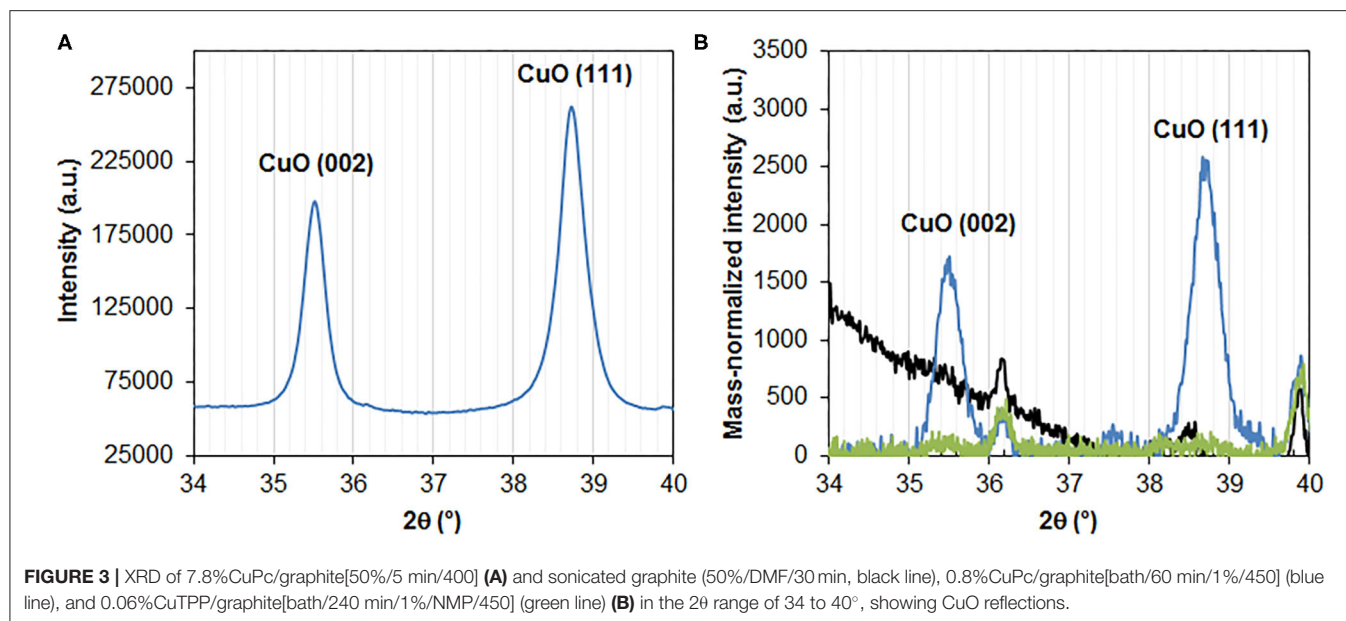 A
CuO (111)
CuO (002)
Intensity (a.u.)
275000
225000
175000
125000
75000
25000
34 35 36 37 38 39 40
2θ (°)
B
CuO (111)
CuO (002)
Mass-normalized intensity (a.u.)
3500
3000
2500
2000
1500
1000
500
0
34 35 36 37 38 39 40
2θ (°)
FIGURE 3 | XRD of 7.8%CuPc/graphite[50%/5 min/400] (A) and sonicated graphite (50%/DMF/30 min, black line), 0.8%CuPc/graphite[bath/60 min/1%/450] (blue
line), and 0.06%CuTPP/graphite[bath/240 min/1%/NMP/450] (green line) (B) in the 2θ range of 34 to 40°, showing CuO reflections.